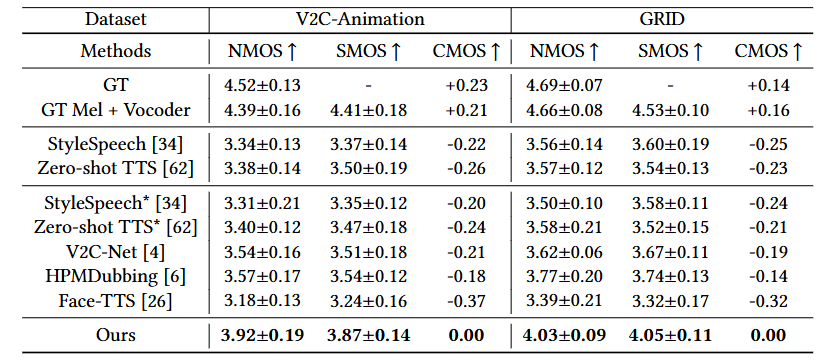 Dataset V2C-Animation GRID
Methods NMOS ↑ SMOS ↑ CMOS ↑ NMOS ↑ SMOS ↑ CMOS ↑
GT 4.52±0.13 - +0.23 4.69±0.07 - +0.14
GT Mel + Vocoder 4.39±0.16 4.41±0.18 +0.21 4.66±0.08 4.53±0.10 +0.16
StyleSpeech [34] 3.34±0.13 3.37±0.14 -0.22 3.56±0.14 3.60±0.19 -0.25
Zero-shot TTS [62] 3.38±0.14 3.50±0.19 -0.26 3.57±0.12 3.54±0.13 -0.23
StyleSpeech* [34] 3.31±0.21 3.35±0.12 -0.20 3.50±0.10 3.58±0.11 -0.24
Zero-shot TTS* [62] 3.40±0.12 3.47±0.18 -0.24 3.58±0.21 3.52±0.15 -0.21
V2C-Net [4] 3.54±0.16 3.51±0.18 -0.21 3.62±0.06 3.67±0.11 -0.19
HPMDubbing [6] 3.57±0.17 3.54±0.12 -0.18 3.77±0.20 3.74±0.13 -0.14
Face-TTS [26] 3.18±0.13 3.24±0.16 -0.37 3.39±0.21 3.32±0.17 -0.32
Ours 3.92±0.19 3.87±0.14 0.00 4.03±0.09 4.05±0.11 0.00